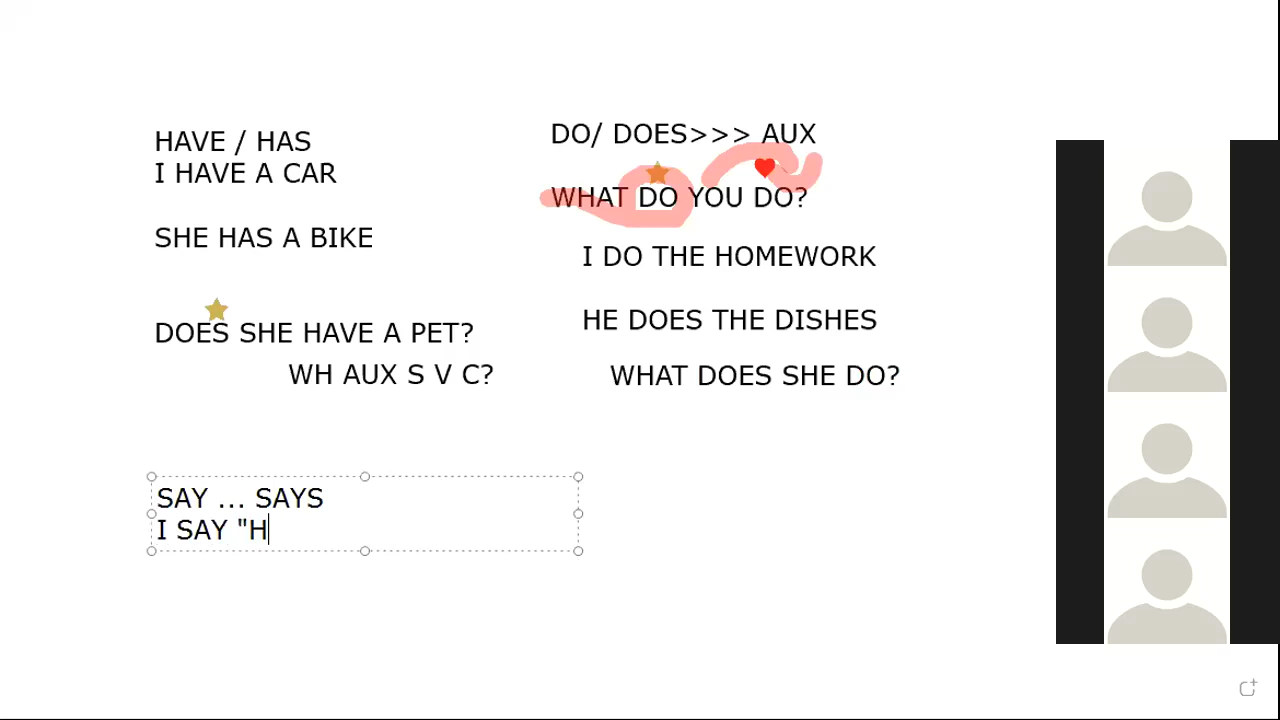 HAVE / HAS
I HAVE A CAR
SHE HAS A BIKE
DOES SHE HAVE A PET?
WH AUX S V C?
DO/ DOES>>> AUX
WHAT DO YOU DO?
I DO THE HOMEWORK
HE DOES THE DISHES
WHAT DOES SHE DO?
SAY ... SAYS
I SAY "H